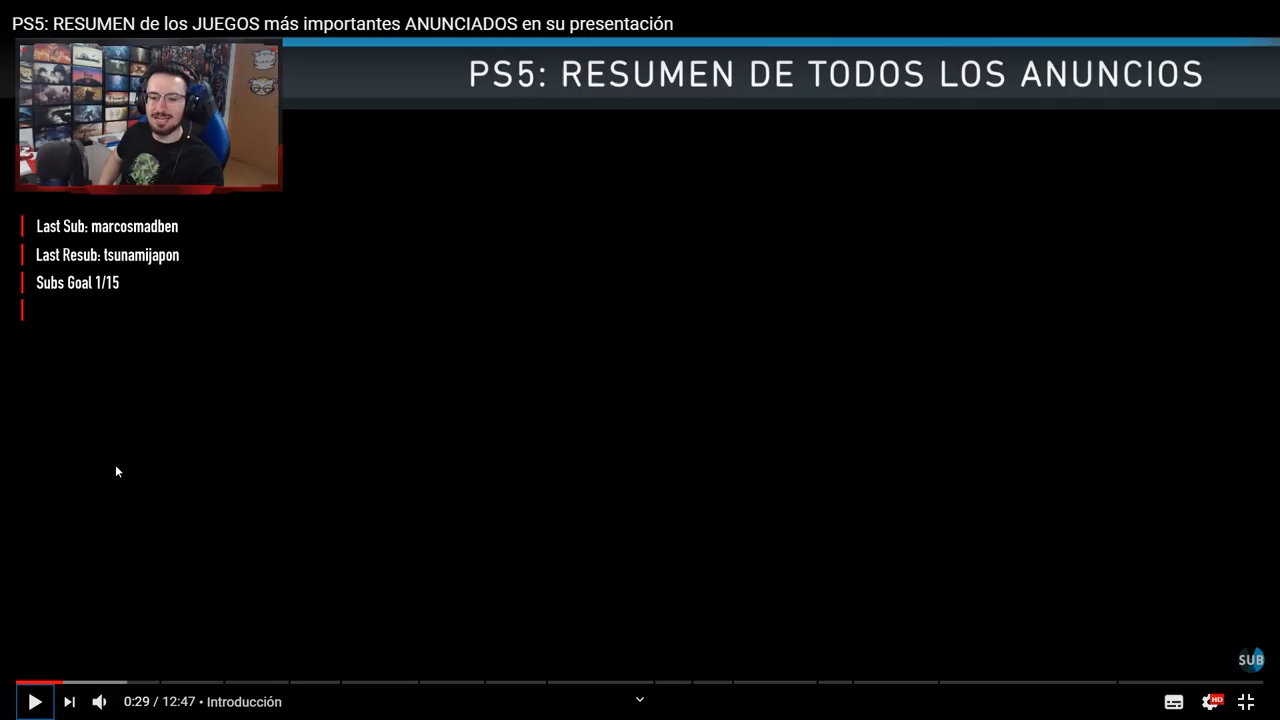 PS5: RESUMEN de los JUEGOS más importantes ANUNCIADOS en su presentación
PS5: RESUMEN DE TODOS LOS ANUNCIOS
Last Sub: marcosmadben
Last Resub: tsunamijapon
Subs Goal 1/15
SUB
0:29 / 12:47 • Introducción
HD